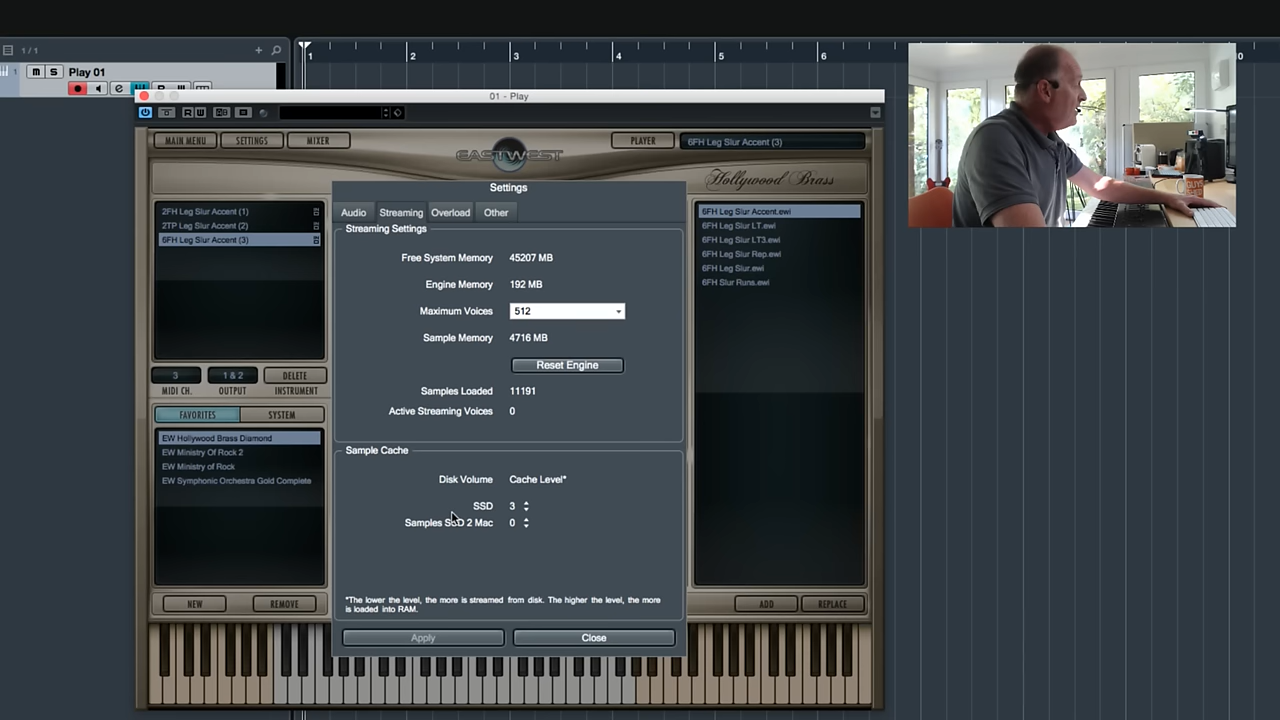 1 / 1
1 2 3 4 5 6
1 m S Play 01
01 - Play
R W
MAIN MENU SETTINGS MIXER
EASTWEST
PLAYER 6FH Leg Slur Accent (3)
Hollywood Brass
2FH Leg Slur Accent (1)
2TP Leg Slur Accent (2)
6FH Leg Slur Accent (3)
3 1 & 2 DELETE
MIDI CH. OUTPUT INSTRUMENT
FAVORITES SYSTEM
EW Hollywood Brass Diamond
EW Ministry Of Rock 2
EW Ministry of Rock
EW Symphonic Orchestra Gold Complete
NEW REMOVE
Settings
Audio Streaming Overload Other
Streaming Settings
Free System Memory 45207 MB
Engine Memory 192 MB
Maximum Voices 512
Sample Memory 4716 MB
Reset Engine
Samples Loaded 11191
Active Streaming Voices 0
Sample Cache
Disk Volume Cache Level*
SSD 3
Samples SSD 2 Mac 0
*The lower the level, the more is streamed from disk. The higher the level, the more
is loaded into RAM.
Apply Close
6FH Leg Slur Accent.ewi
6FH Leg Slur LT.ewi
6FH Leg Slur LT3.ewi
6FH Leg Slur Rep.ewi
6FH Leg Slur.ewi
6FH Slur Runs.ewi
ADD REPLACE